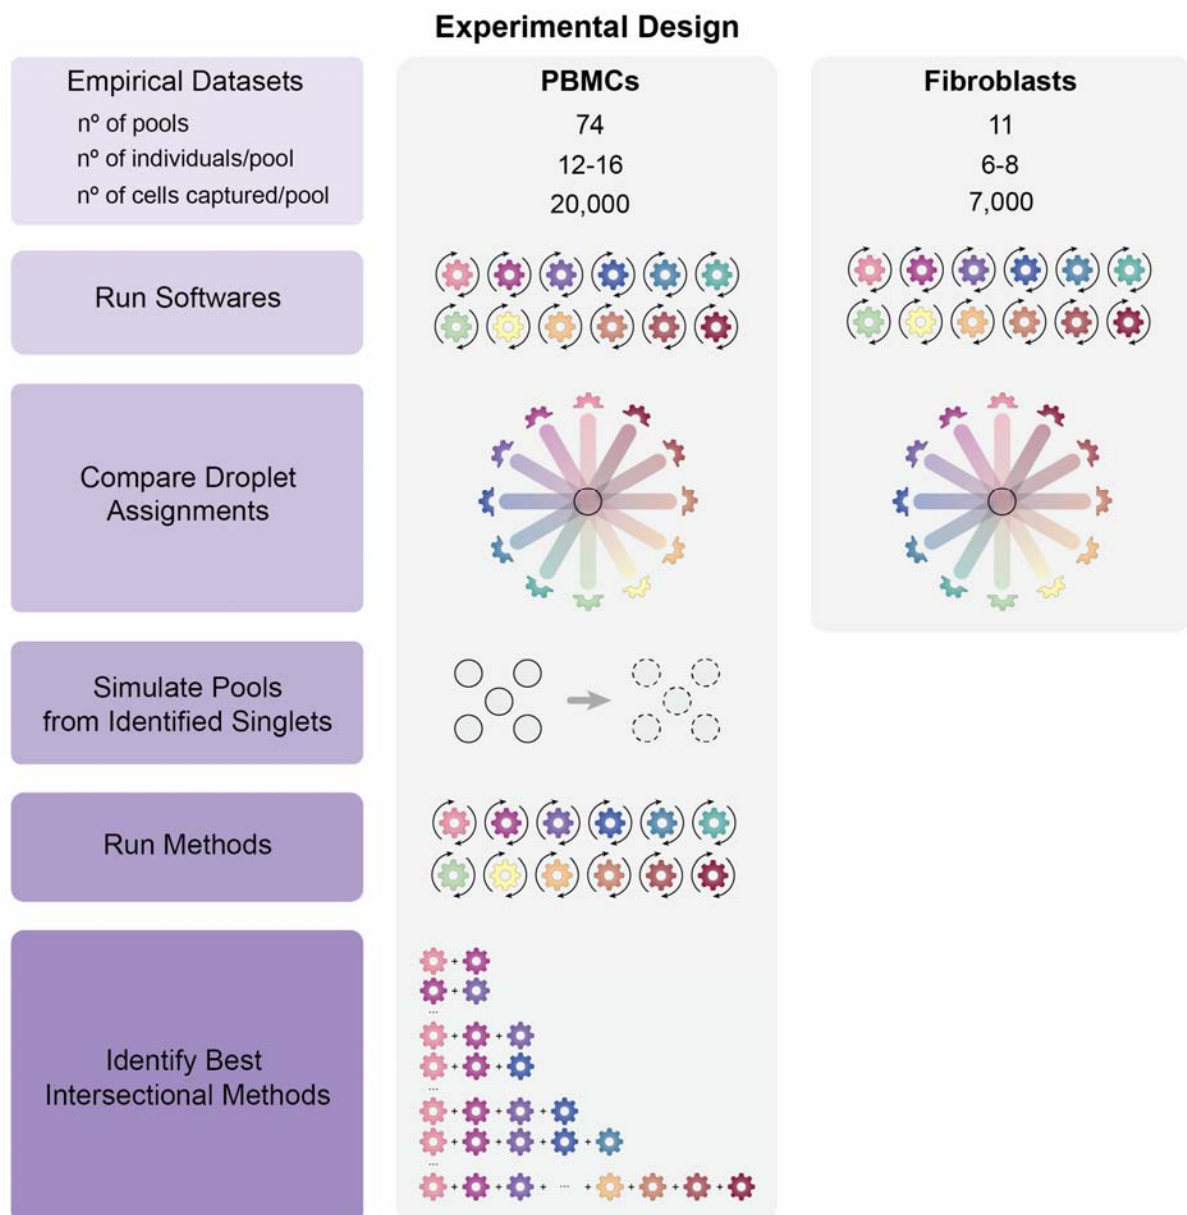 Experimental Design
Empirical Datasets
nº of pools
nº of individuals/pool
nº of cells captured/pool
PBMCs
74
12-16
20,000
Fibroblasts
11
6-8
7,000
Run Softwares
Compare Droplet
Assignments
Simulate Pools
from Identified Singlets
Run Methods
Identify Best
Intersectional Methods
+
+
...
+ +
+ +
...
+ + +
+ + + +
...
+ + + ... + + +